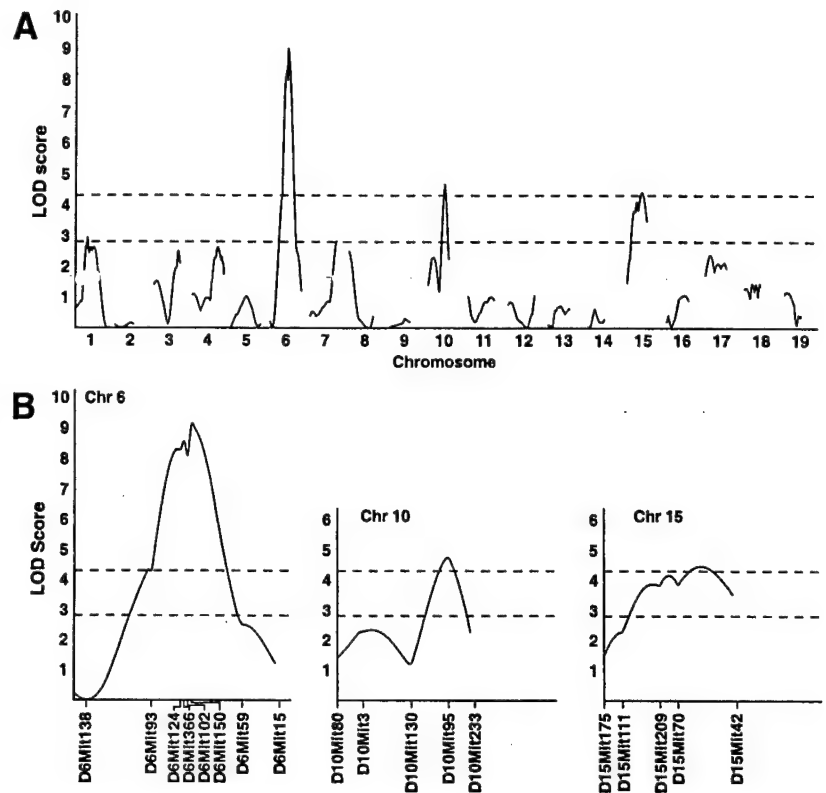 A
LOD score
10
9
8
7
6
5
4
3
2
1
1 2 3 4 5 6 7 8 9 10 11 12 13 14 15 16 17 18 19
Chromosome
B
Chr 6
LOD Score
10
9
8
7
6
5
4
3
2
1
D6Mit138
D6Mit93
D6Mit124
D6Mit366
D6Mit102
D6Mit150
D6Mit59
D6Mit15
Chr 10
6
5
4
3
2
1
D10Mit80
D10Mit3
D10Mit130
D10Mit95
D10Mit233
Chr 15
6
5
4
3
2
1
D15Mit175
D15Mit111
D15Mit209
D15Mit70
D15Mit42